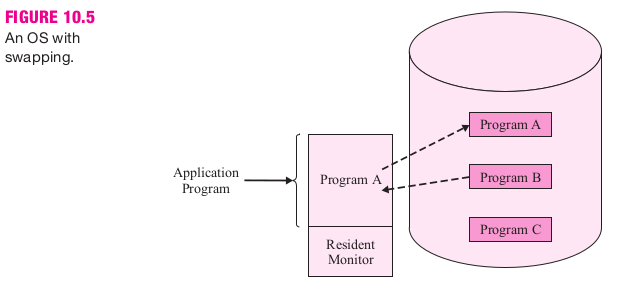 FIGURE 10.5
An OS with
swapping.
Program A
Program B
Program C
Application
Program
Program A
Resident
Monitor